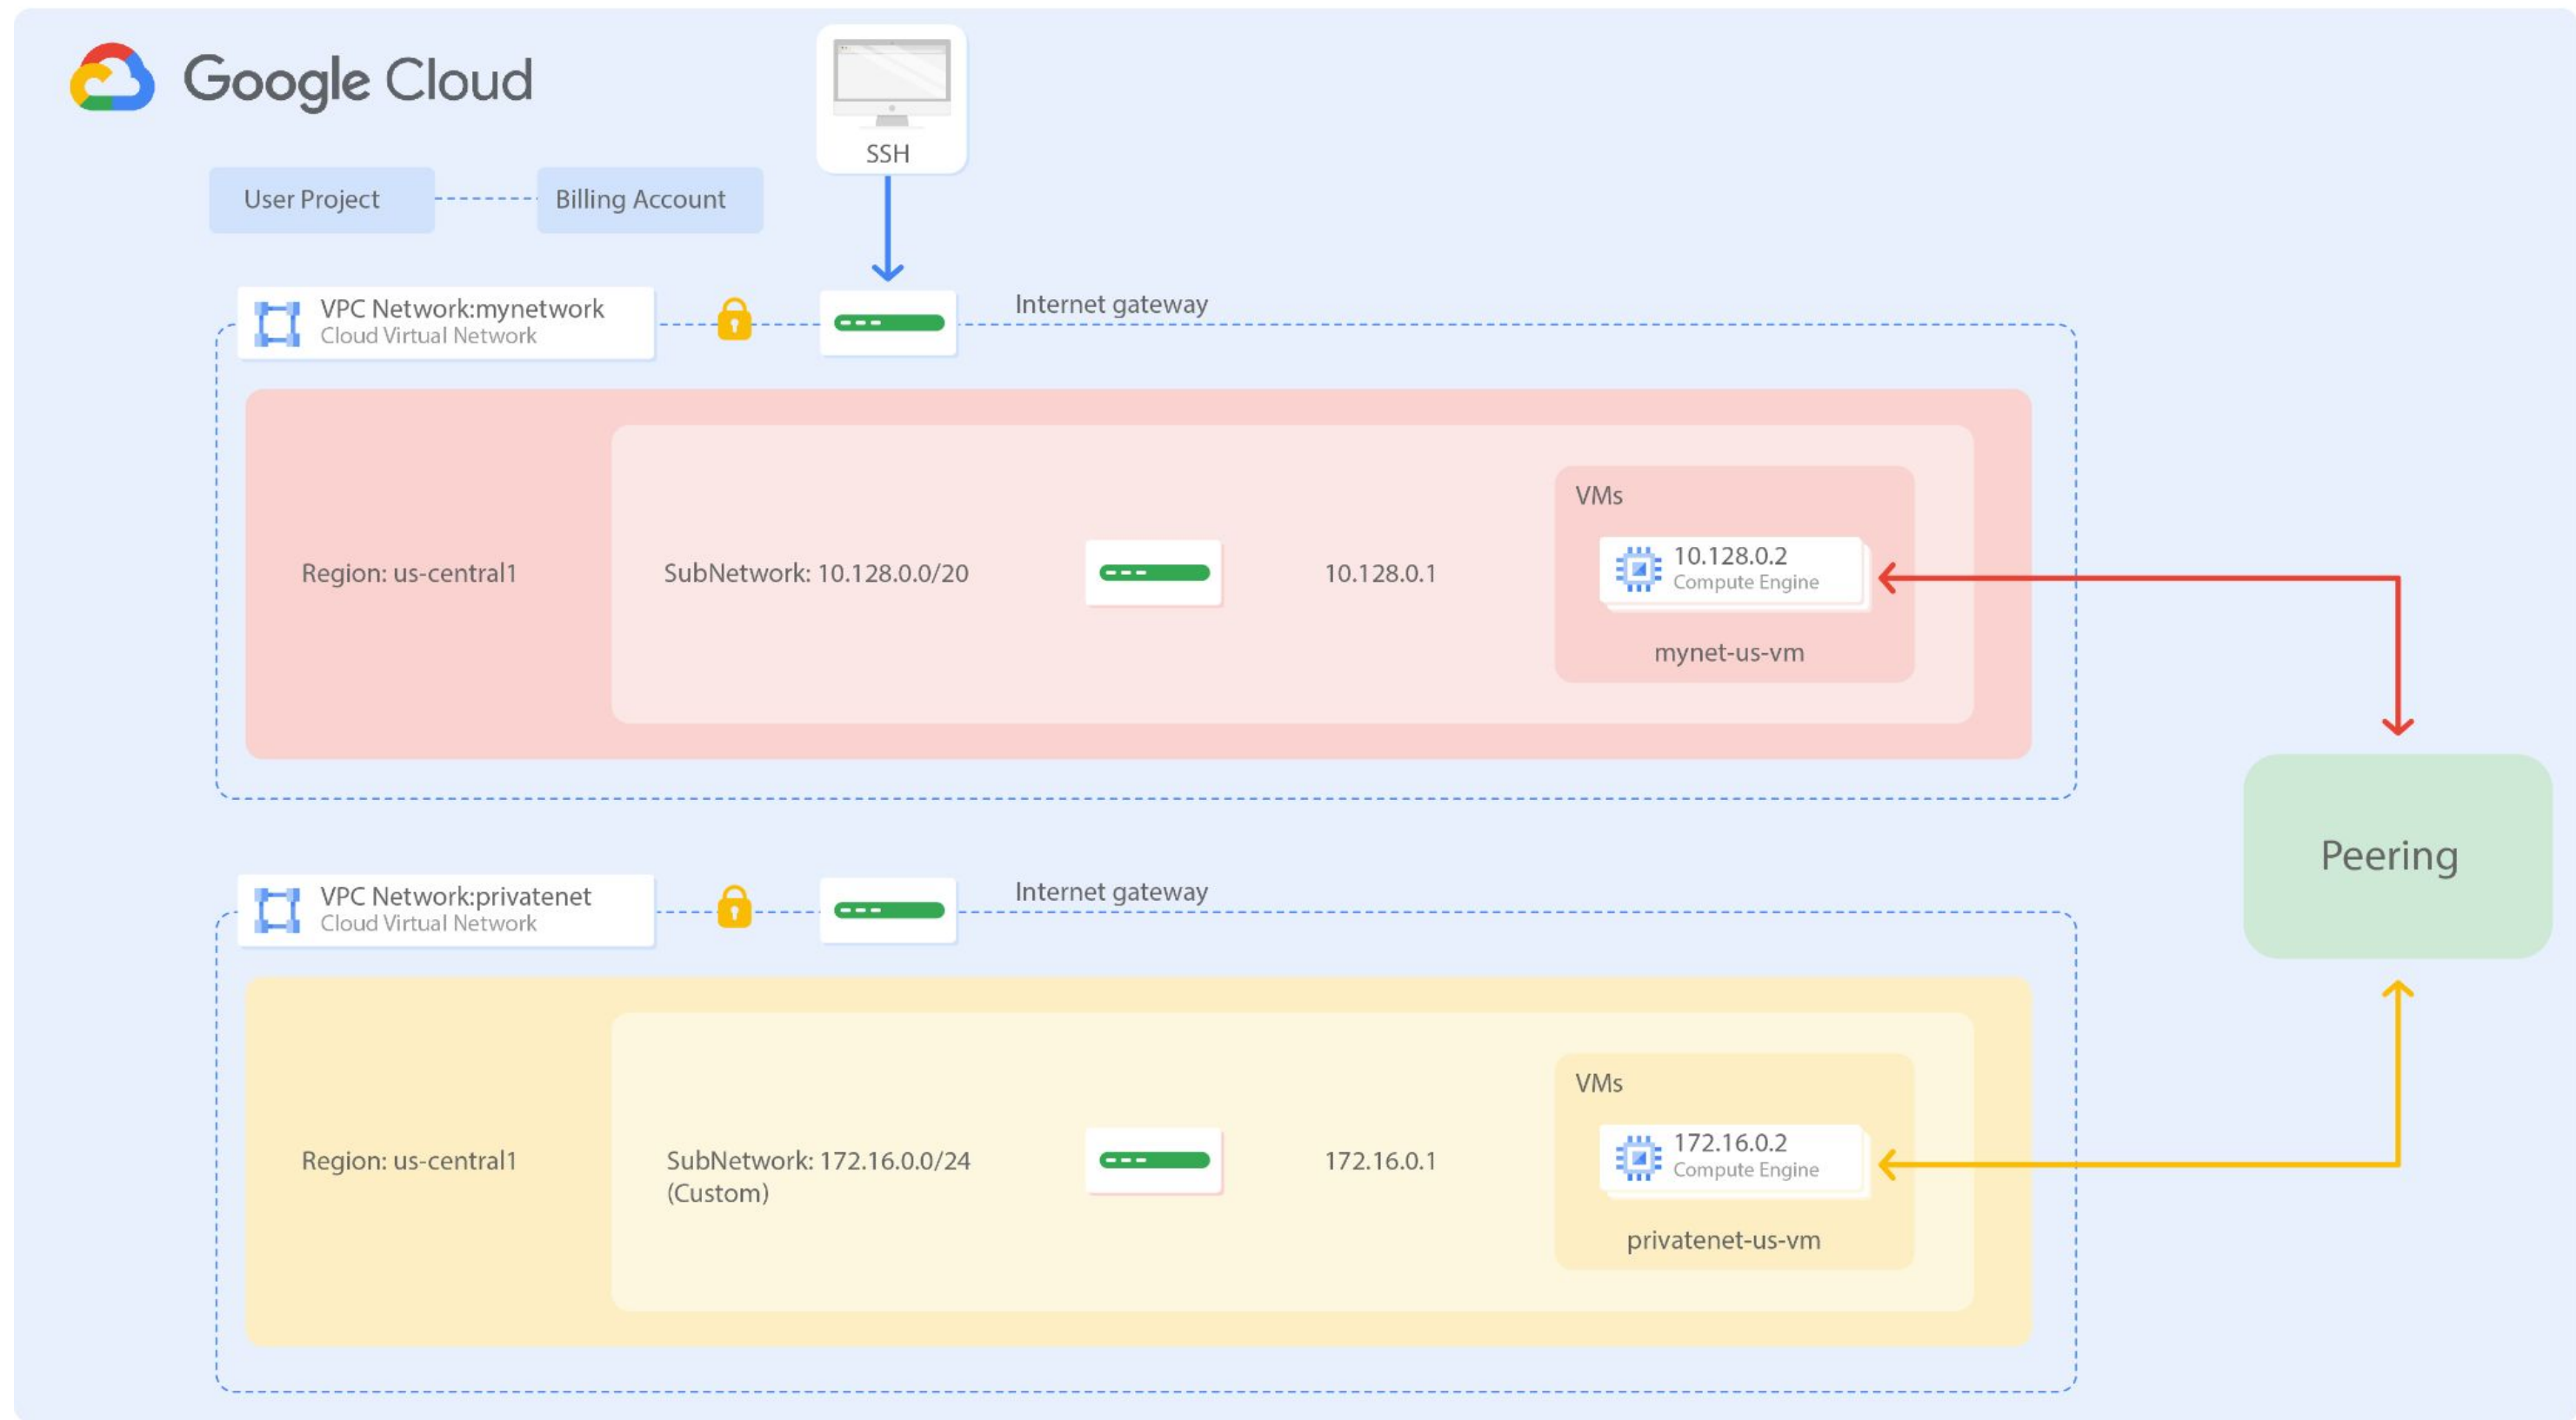 Google Cloud
SSH
User Project
Billing Account
VPC Network:mynetwork
Cloud Virtual Network
Internet gateway
Region: us-central1
SubNetwork: 10.128.0.0/20
10.128.0.1
VMs
10.128.0.2
Compute Engine
mynet-us-vm
Peering
VPC Network:privatenet
Cloud Virtual Network
Internet gateway
Region: us-central1
SubNetwork: 172.16.0.0/24
(Custom)
172.16.0.1
VMs
172.16.0.2
Compute Engine
privatenet-us-vm